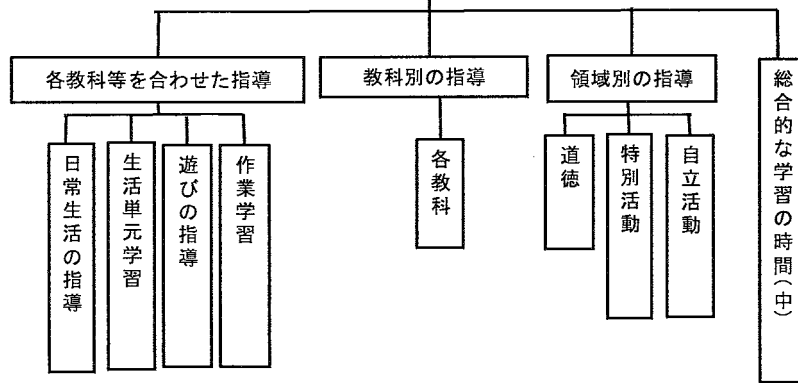 各教科等を合わせた指導
教科別の指導
領域別の指導
総合的な学習の時間(中)
日常生活の指導
生活単元学習
遊びの指導
作業学習
各教科
道徳
特別活動
自立活動